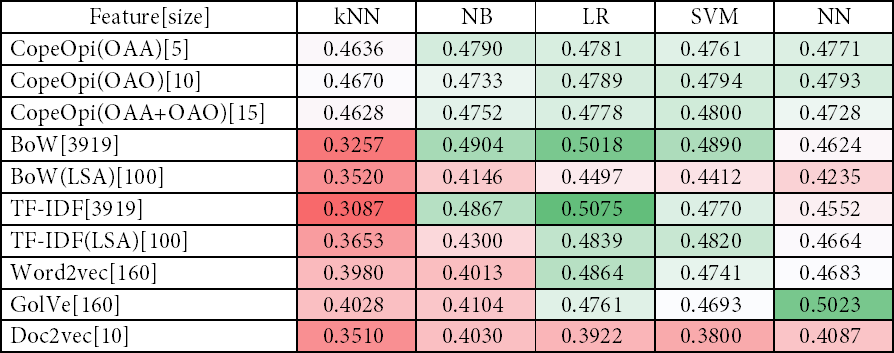 Feature[size] kNN NB LR SVM NN
CopeOpi(OAA)[5] 0.4636 0.4790 0.4781 0.4761 0.4771
CopeOpi(OAO)[10] 0.4670 0.4733 0.4789 0.4794 0.4793
CopeOpi(OAA+OAO)[15] 0.4628 0.4752 0.4778 0.4800 0.4728
BoW[3919] 0.3257 0.4904 0.5018 0.4890 0.4624
BoW(LSA)[100] 0.3520 0.4146 0.4497 0.4412 0.4235
TF-IDF[3919] 0.3087 0.4867 0.5075 0.4770 0.4552
TF-IDF(LSA)[100] 0.3653 0.4300 0.4839 0.4820 0.4664
Word2vec[160] 0.3980 0.4013 0.4864 0.4741 0.4683
GolVe[160] 0.4028 0.4104 0.4761 0.4693 0.5023
Doc2vec[10] 0.3510 0.4030 0.3922 0.3800 0.4087